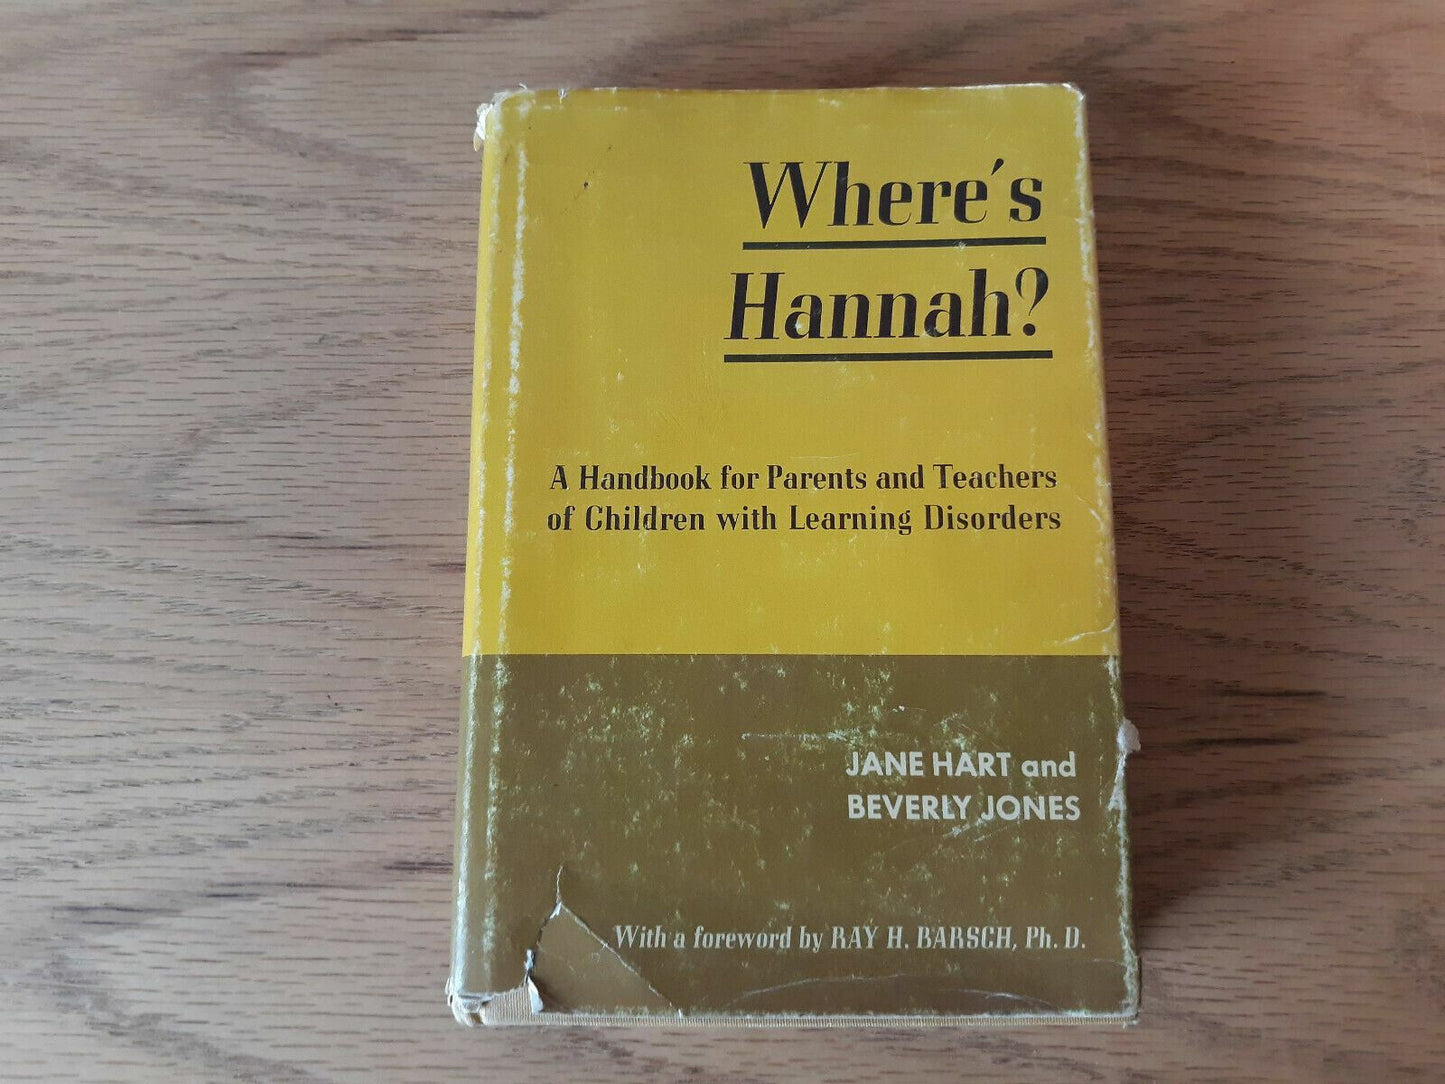 Where's
Hannah?
A Handbook for Parents and Teachers
of Children with Learning Disorders
JANE HART and
BEVERLY JONES
With a foreword by RAY H. BARSCH, Ph. D.